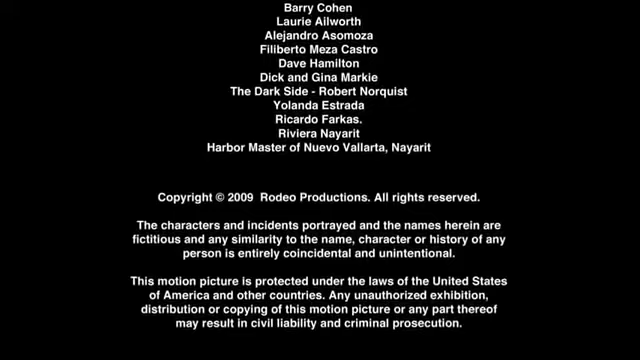 Barry Cohen
Laurie Ailworth
Alejandro Asomoza
Filiberto Meza Castro
Dave Hamilton
Dick and Gina Markie
The Dark Side - Robert Norquist
Yolanda Estrada
Ricardo Farkas.
Riviera Nayarit
Harbor Master of Nuevo Vallarta, Nayarit
Copyright © 2009  Rodeo Productions. All rights reserved.
The characters and incidents portrayed and the names herein are
fictitious and any similarity to the name, character or history of any
person is entirely coincidental and unintentional.
This motion picture is protected under the laws of the United States
of America and other countries. Any unauthorized exhibition,
distribution or copying of this motion picture or any part thereof
may result in civil liability and criminal prosecution.